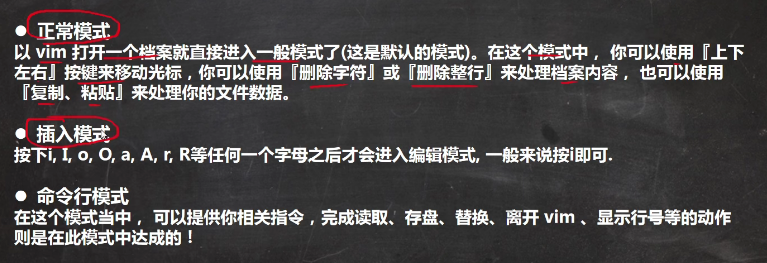 ● 正常模式
以 vim 打开一个档案就直接进入一般模式了(这是默认的模式)。在这个模式中， 你可以使用『上下
左右』按键来移动光标，你可以使用『删除字符』或『删除整行』来处理档案内容， 也可以使用
『复制、粘贴』来处理你的文件数据。
● 插入模式
按下i, I, o, O, a, A, r, R等任何一个字母之后才会进入编辑模式, 一般来说按i即可.
● 命令行模式
在这个模式当中， 可以提供你相关指令，完成读取、存盘、替换、离开 vim 、显示行号等的动作
则是在此模式中达成的！